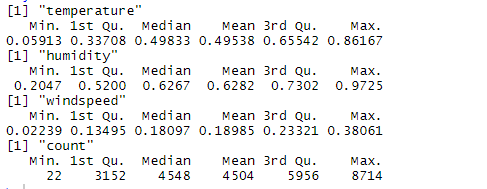 [1] "temperature"
Min. 1st Qu. Median Mean 3rd Qu. Max.
0.05913 0.33708 0.49833 0.49538 0.65542 0.86167
[1] "humidity"
Min. 1st Qu. Median Mean 3rd Qu. Max.
0.2047 0.5200 0.6267 0.6282 0.7302 0.9725
[1] "windspeed"
Min. 1st Qu. Median Mean 3rd Qu. Max.
0.02239 0.13495 0.18097 0.18985 0.23321 0.38061
[1] "count"
Min. 1st Qu. Median Mean 3rd Qu. Max.
22 3152 4548 4504 5956 8714